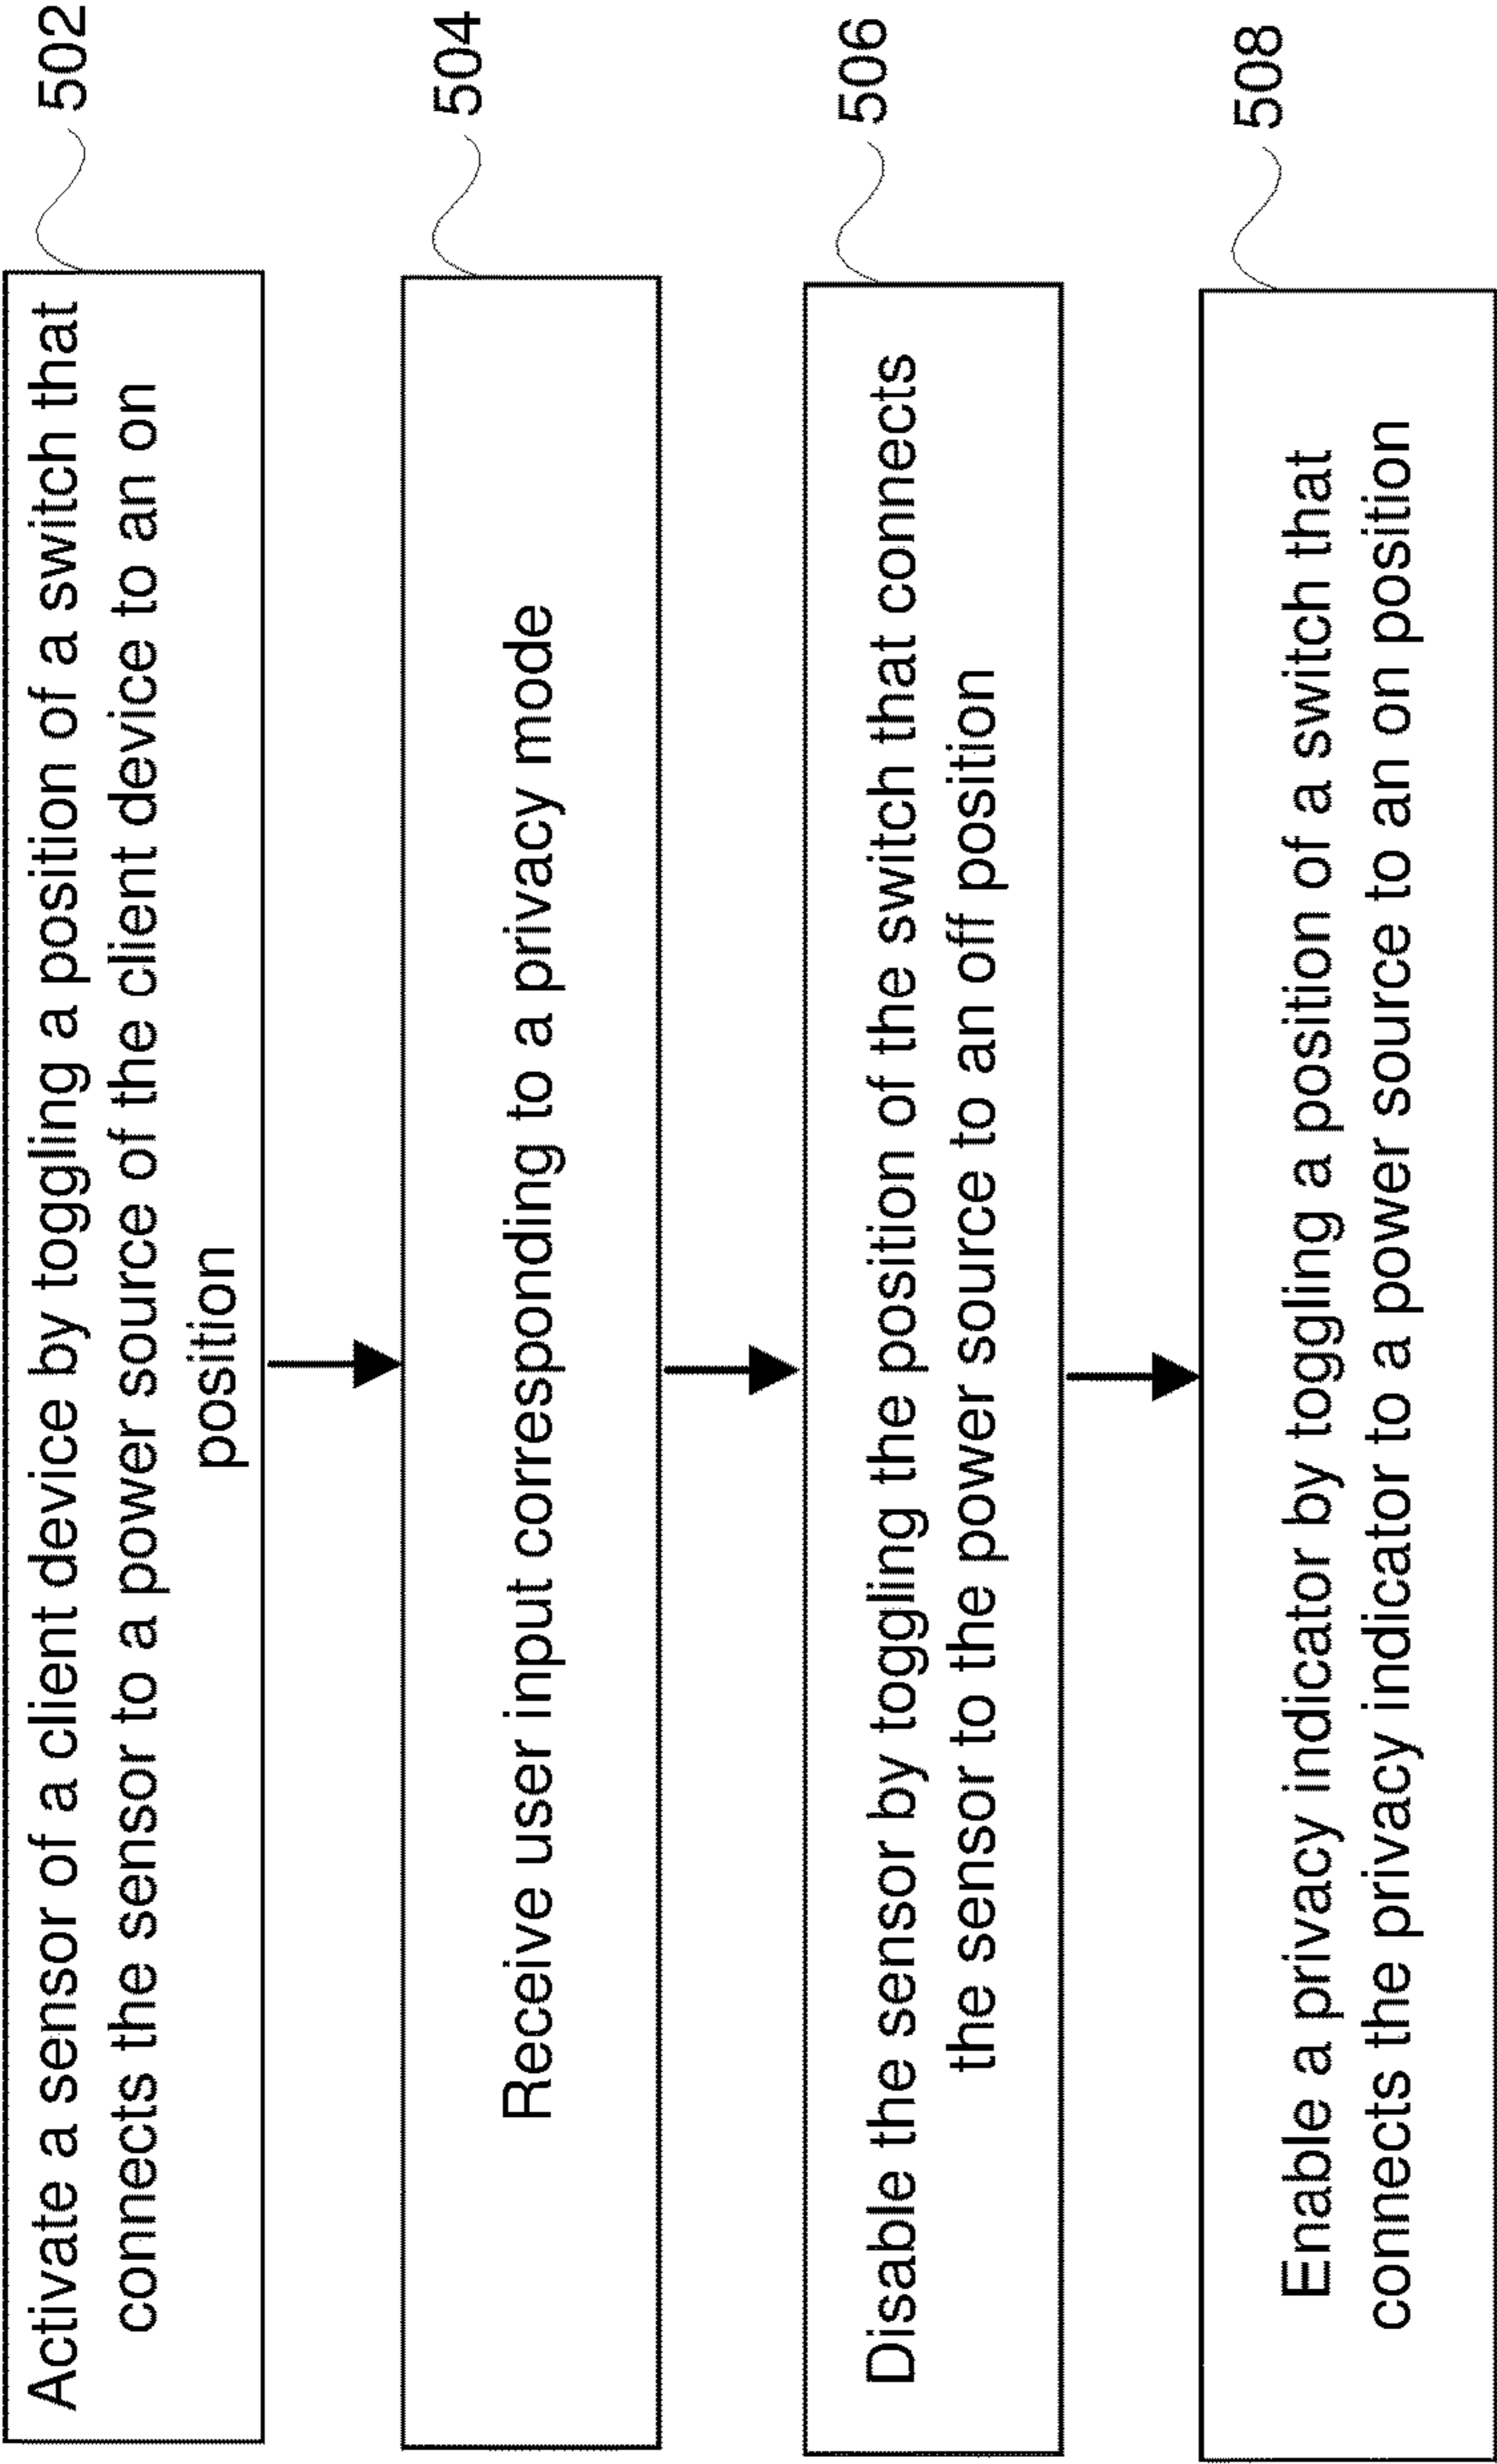 Activate a sensor of a client device by toggling a position of a switch that
connects the sensor to a power source of the client device to an on
position
502
Receive user input corresponding to a privacy mode
504
Disable the sensor by toggling the position of the switch that connects
the sensor to the power source to an off position
506
Enable a privacy indicator by toggling a position of a switch that
connects the privacy indicator to a power source to an on position
508